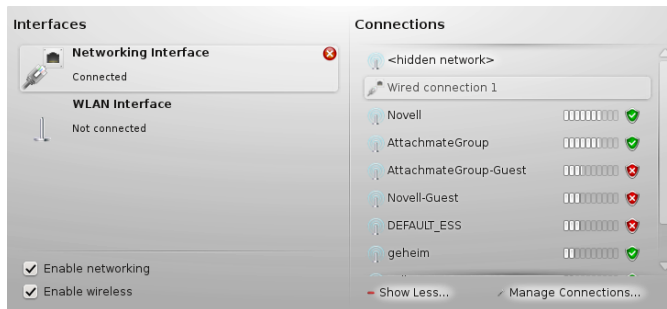 Interfaces
Networking Interface
Connected
WLAN Interface
Not connected
Enable networking
Enable wireless
Connections
<hidden network>
Wired connection 1
Novell
AttachmateGroup
AttachmateGroup-Guest
Novell-Guest
DEFAULT_ESS
geheim
Show Less...
Manage Connections...